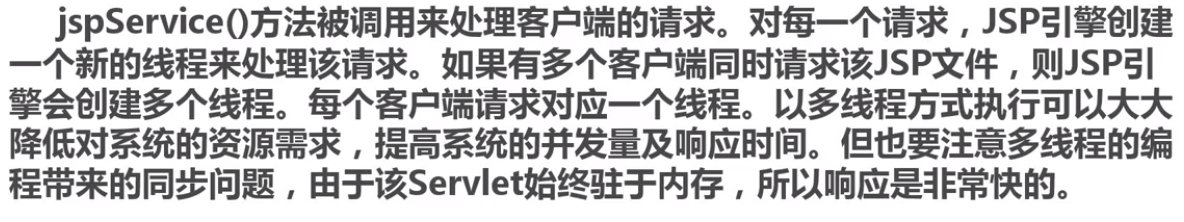 jspService()方法被调用来处理客户端的请求。对每一个请求，JSP引擎创建
一个新的线程来处理该请求。如果有多个客户端同时请求该JSP文件，则JSP引
擎会创建多个线程。每个客户端请求对应一个线程。以多线程方式执行可以大大
降低对系统的资源需求，提高系统的并发量及响应时间。但也要注意多线程的编
程带来的同步问题，由于该Servlet始终驻于内存，所以响应是非常快的。